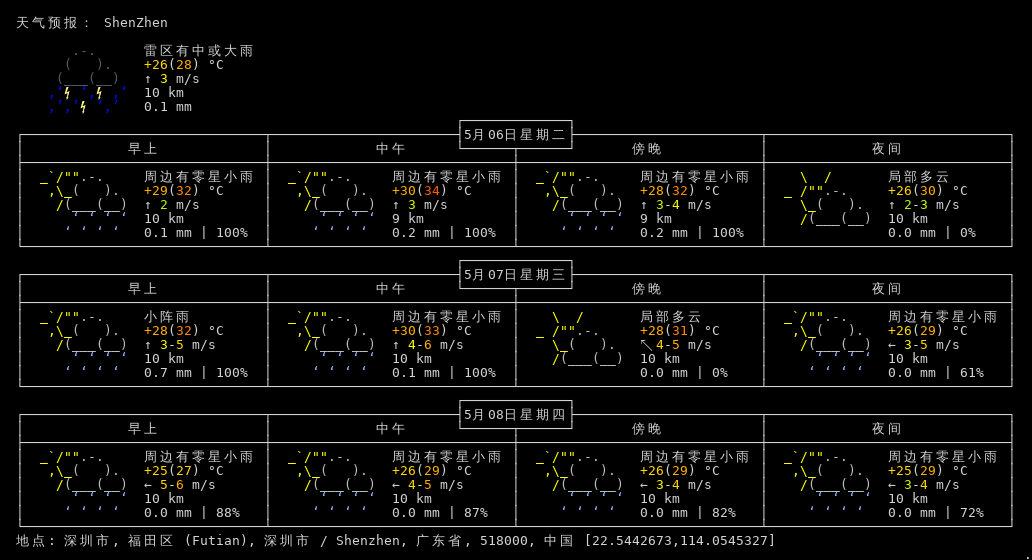 天气预报： ShenZhen
雷区有中或大雨
+26(28) °C
↑ 3 m/s
10 km
0.1 mm
5月06日星期二
早上 中午 傍晚 夜间
周边有零星小雨 周边有零星小雨 周边有零星小雨 局部多云
+29(32) °C +30(34) °C +28(32) °C +26(30) °C
↑ 2 m/s ↑ 3 m/s ↑ 3-4 m/s ↑ 2-3 m/s
10 km 9 km 9 km 10 km
0.1 mm | 100% 0.2 mm | 100% 0.2 mm | 100% 0.0 mm | 0%
5月07日星期三
早上 中午 傍晚 夜间
小阵雨 周边有零星小雨 局部多云 周边有零星小雨
+28(32) °C +30(33) °C +28(31) °C +26(29) °C
↑ 3-5 m/s ↑ 4-6 m/s ↖ 4-5 m/s ← 3-5 m/s
10 km 10 km 10 km 10 km
0.7 mm | 100% 0.1 mm | 100% 0.0 mm | 0% 0.0 mm | 61%
5月08日星期四
早上 中午 傍晚 夜间
周边有零星小雨 周边有零星小雨 周边有零星小雨 周边有零星小雨
+25(27) °C +26(29) °C +26(29) °C +25(29) °C
← 5-6 m/s ← 4-5 m/s ← 3-4 m/s ← 3-4 m/s
10 km 10 km 10 km 10 km
0.0 mm | 88% 0.0 mm | 87% 0.0 mm | 82% 0.0 mm | 72%
地点: 深圳市, 福田区 (Futian), 深圳市 / Shenzhen, 广东省, 518000, 中国 [22.5442673,114.0545327]